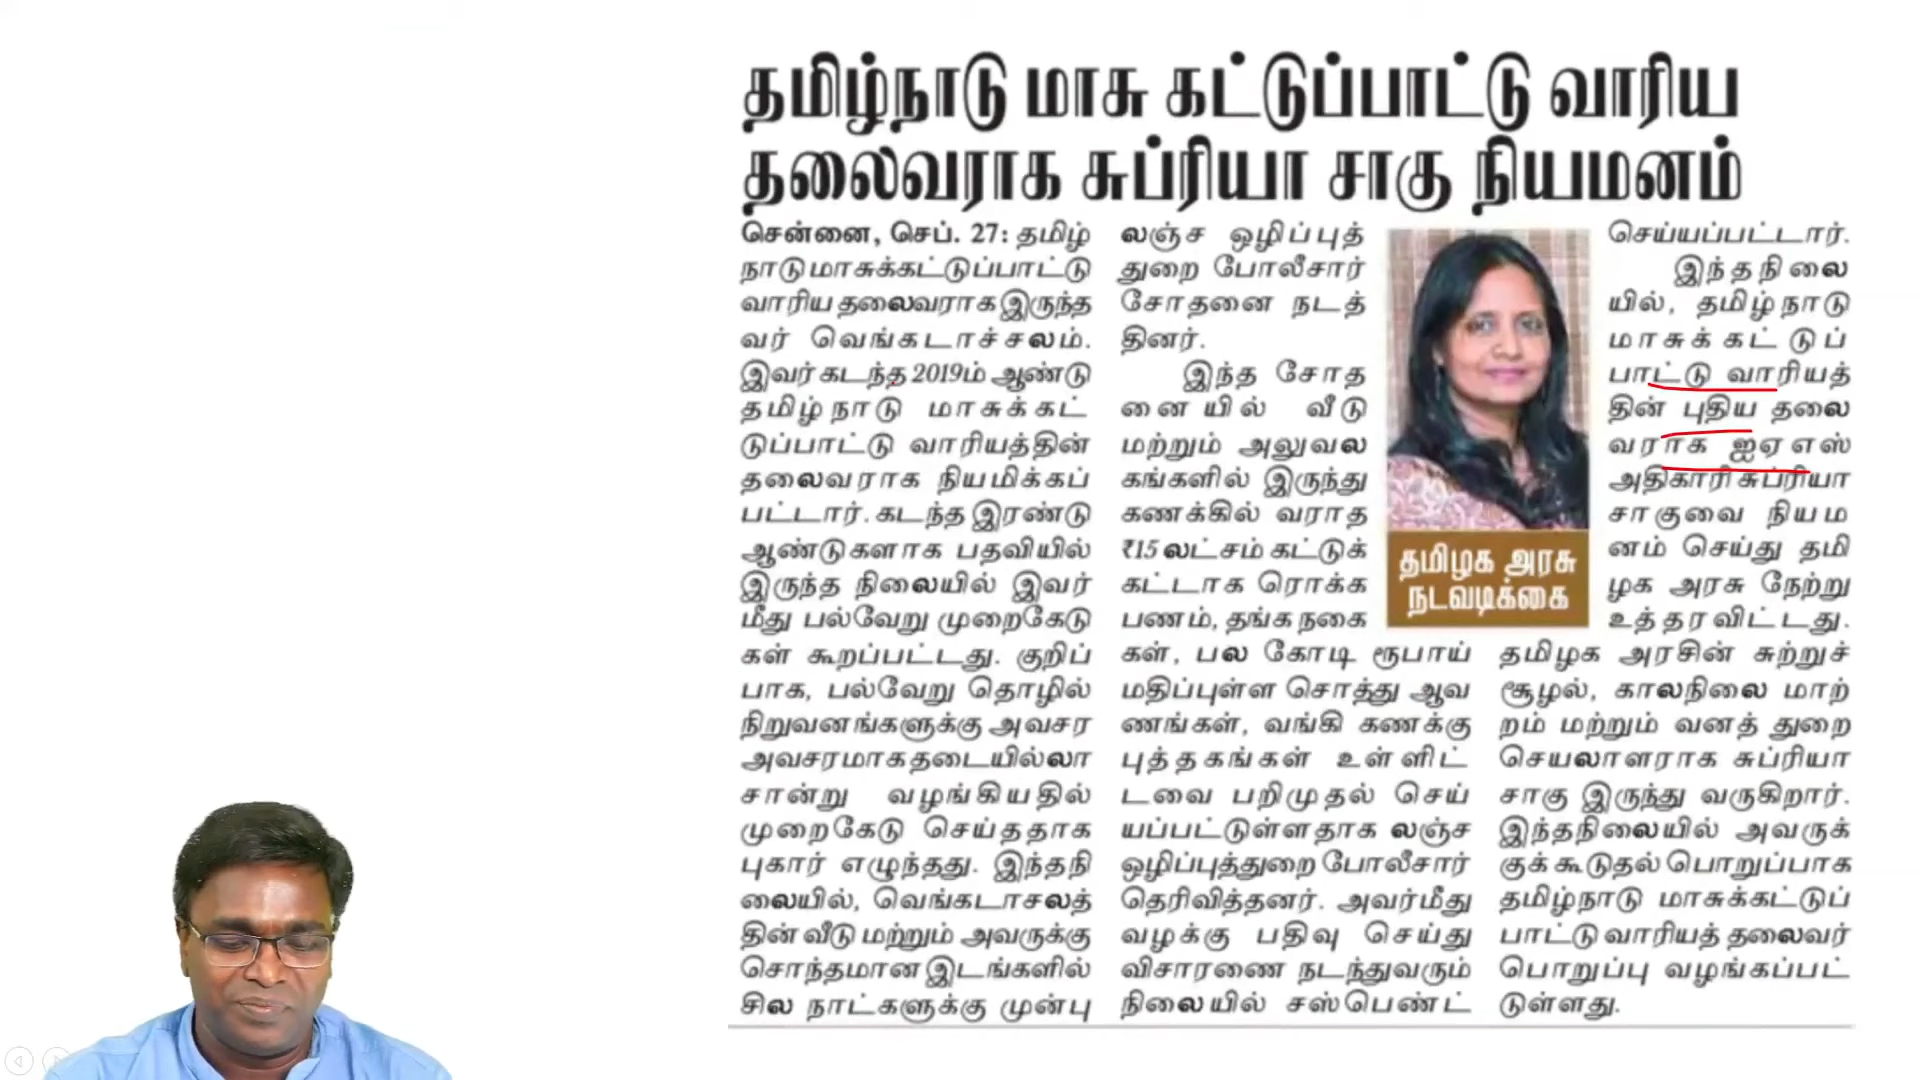 தமிழ்நாடு மாசு கட்டுப்பாட்டு வாரிய
தலைவராக சுப்ரியா சாகு நியமனம்
சென்னை, செப். 27: தமிழ்
நாடு மாசுக்கட்டுப்பாட்டு
வாரிய தலைவராக இருந்த
வர் வெங்கடாச்சலம்.
இவர் கடந்த 2019ம் ஆண்டு
தமிழ்நாடு மாசுக்கட்
டுப்பாட்டு வாரியத்தின்
தலைவராக நியமிக்கப்
பட்டார். கடந்த இரண்டு
ஆண்டுகளாக பதவியில்
இருந்த நிலையில் இவர்
மீது பல்வேறு முறைகேடு
கள் கூறப்பட்டது. குறிப்
பாக, பல்வேறு தொழில்
நிறுவனங்களுக்கு அவசர
அவசரமாக தடையில்லா
சான்று வழங்கியதில்
முறைகேடு செய்ததாக
புகார் எழுந்தது. இந்தநி
லையில், வெங்கடாசலத்
தின் வீடு மற்றும் அவருக்கு
சொந்தமான இடங்களில்
சில நாட்களுக்கு முன்பு
லஞ்ச ஒழிப்புத்
துறை போலீசார்
சோதனை நடத்
தினர்.
இந்த சோத
னையில் வீடு
மற்றும் அலுவல
கங்களில் இருந்து
கணக்கில் வராத
₹15 லட்சம் கட்டுக்
கட்டாக ரொக்க
பணம், தங்க நகை
கள், பல கோடி ரூபாய்
மதிப்புள்ள சொத்து ஆவ
ணங்கள், வங்கி கணக்கு
புத்தகங்கள் உள்ளிட்
டவை பறிமுதல் செய்
யப்பட்டுள்ளதாக லஞ்ச
ஒழிப்புத்துறை போலீசார்
தெரிவித்தனர். அவர்மீது
வழக்கு பதிவு செய்து
விசாரணை நடந்துவரும்
நிலையில் சஸ்பெண்ட்
தமிழக அரசு
நடவடிக்கை
செய்யப்பட்டார்.
இந்தநிலை
யில், தமிழ்நாடு
மாசுக்கட்டுப்
பாட்டு வாரியத்
தின் புதிய தலை
வராக ஐஏஎஸ்
அதிகாரி சுப்ரியா
சாகுவை நியம
னம் செய்து தமி
ழக அரசு நேற்று
உத்தரவிட்டது.
தமிழக அரசின் சுற்றுச்
சூழல், காலநிலை மாற்
றம் மற்றும் வனத் துறை
செயலாளராக சுப்ரியா
சாகு இருந்து வருகிறார்.
இந்தநிலையில் அவருக்
குக் கூடுதல் பொறுப்பாக
தமிழ்நாடு மாசுக்கட்டுப்
பாட்டு வாரியத் தலைவர்
பொறுப்பு வழங்கப்பட்
டுள்ளது.